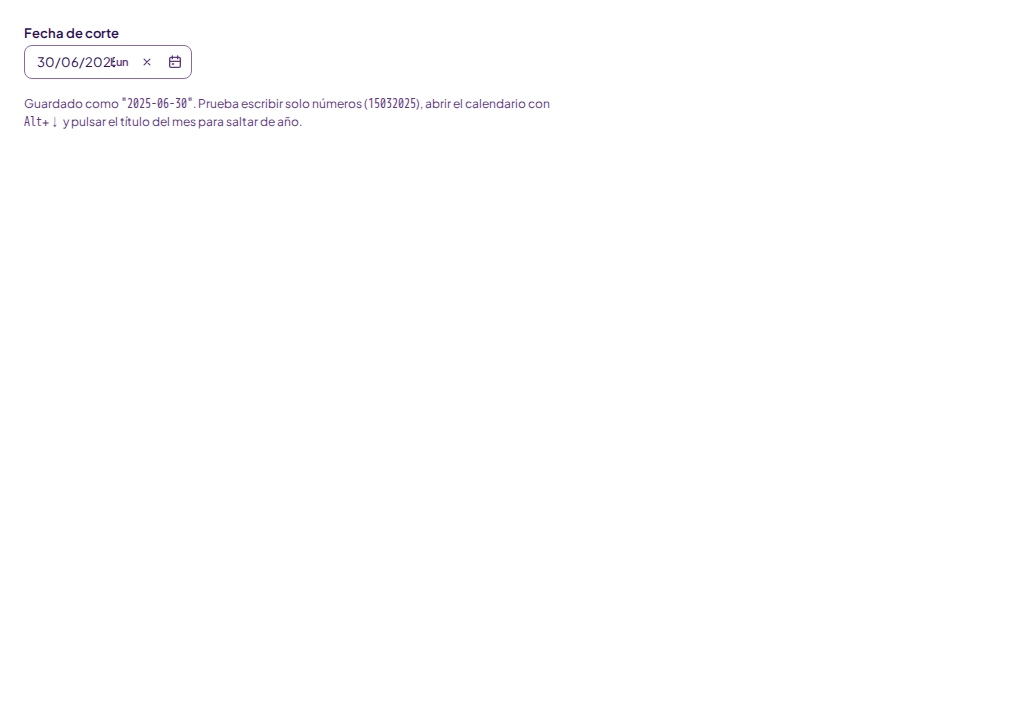 Fecha de corte
30/06/202
Guardado como "2025-06-30". Prueba escribir solo números (15032025), abrir el calendario con
Alt+↓ y pulsar el título del mes para saltar de año.